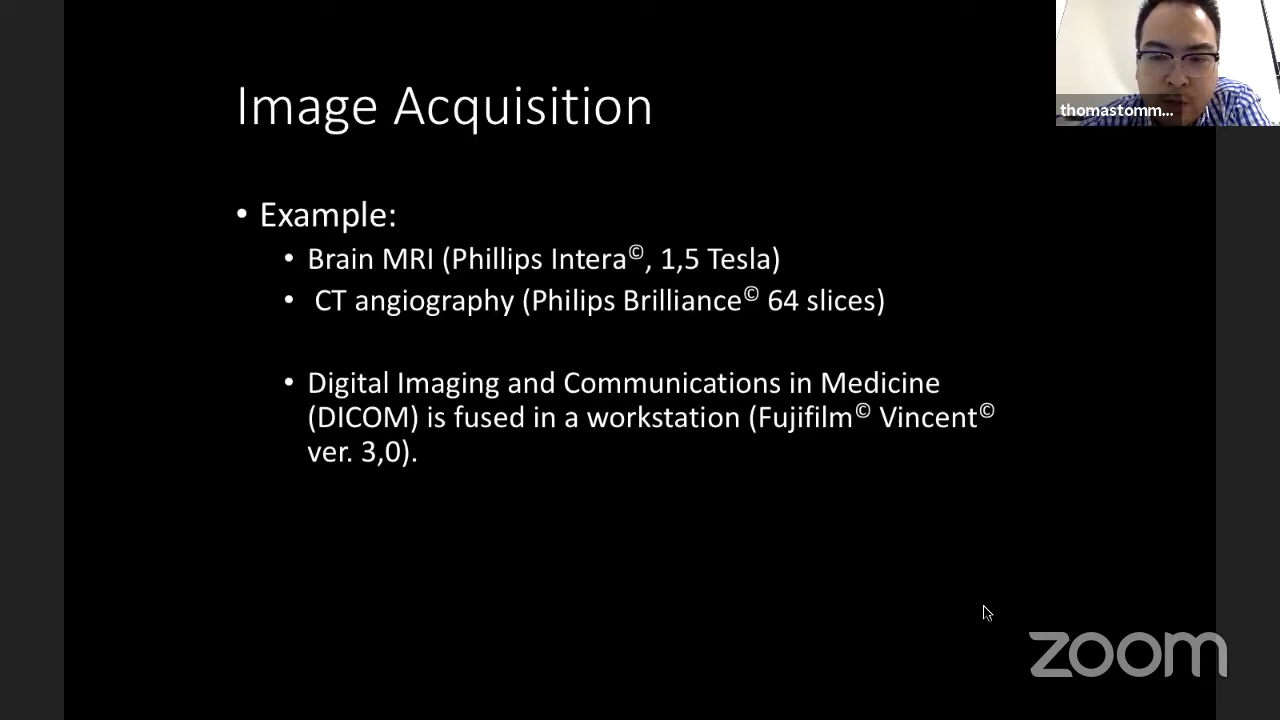 Image Acquisition
• Example:
• Brain MRI (Phillips Intera©, 1,5 Tesla)
• CT angiography (Philips Brilliance© 64 slices)
• Digital Imaging and Communications in Medicine
(DICOM) is fused in a workstation (Fujifilm© Vincent©
ver. 3,0).
thomastomm...
zoom